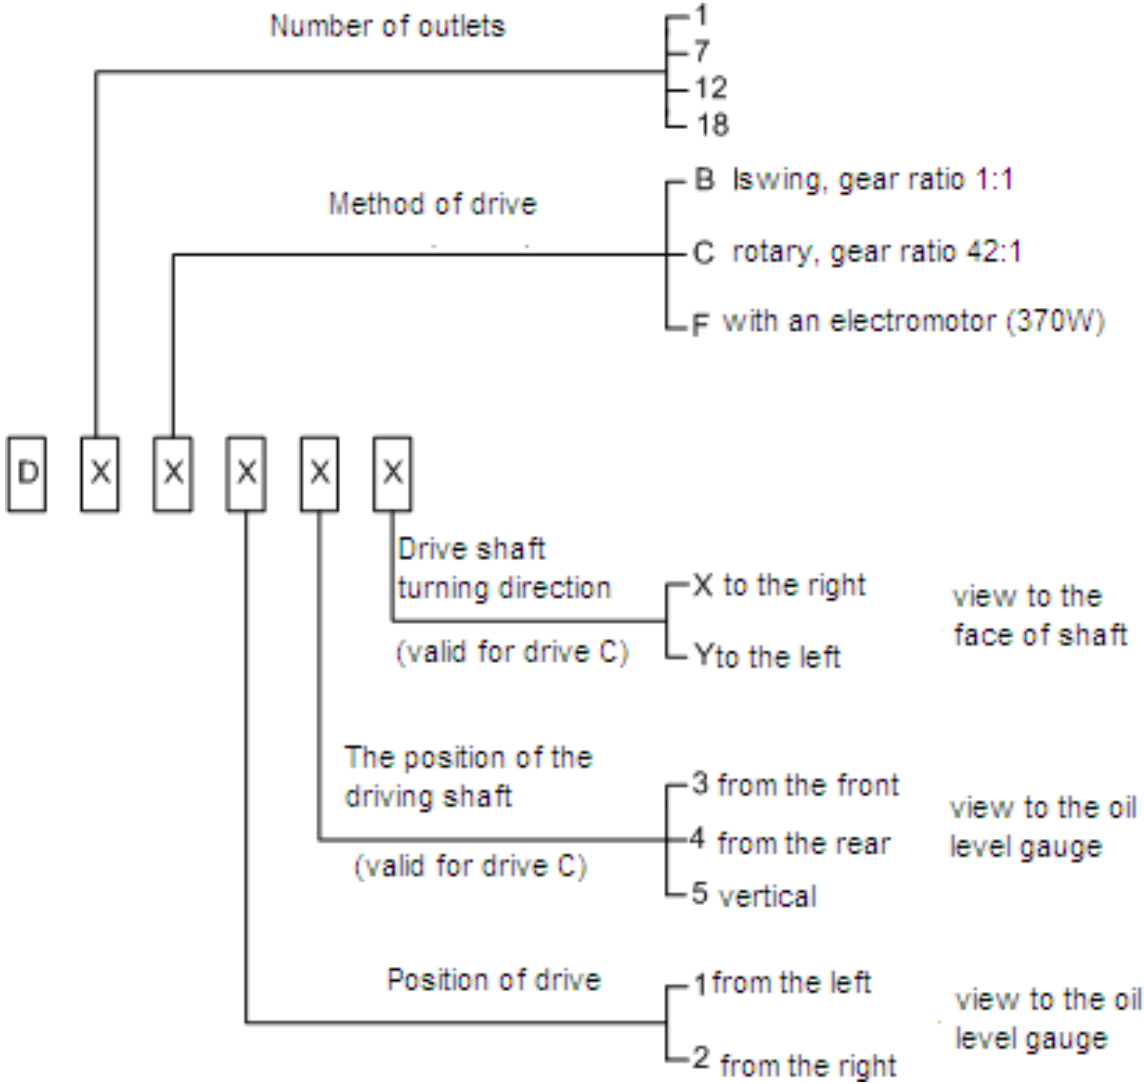 Number of outlets
1
7
12
18
Method of drive
B Iswing, gear ratio 1:1
C rotary, gear ratio 42:1
F with an electromotor (370W)
D X X X X X
Drive shaft
turning direction
(valid for drive C)
X to the right
Y to the left
view to the
face of shaft
The position of the
driving shaft
(valid for drive C)
3 from the front
4 from the rear
5 vertical
view to the oil
level gauge
Position of drive
1 from the left
2 from the right
view to the oil
level gauge